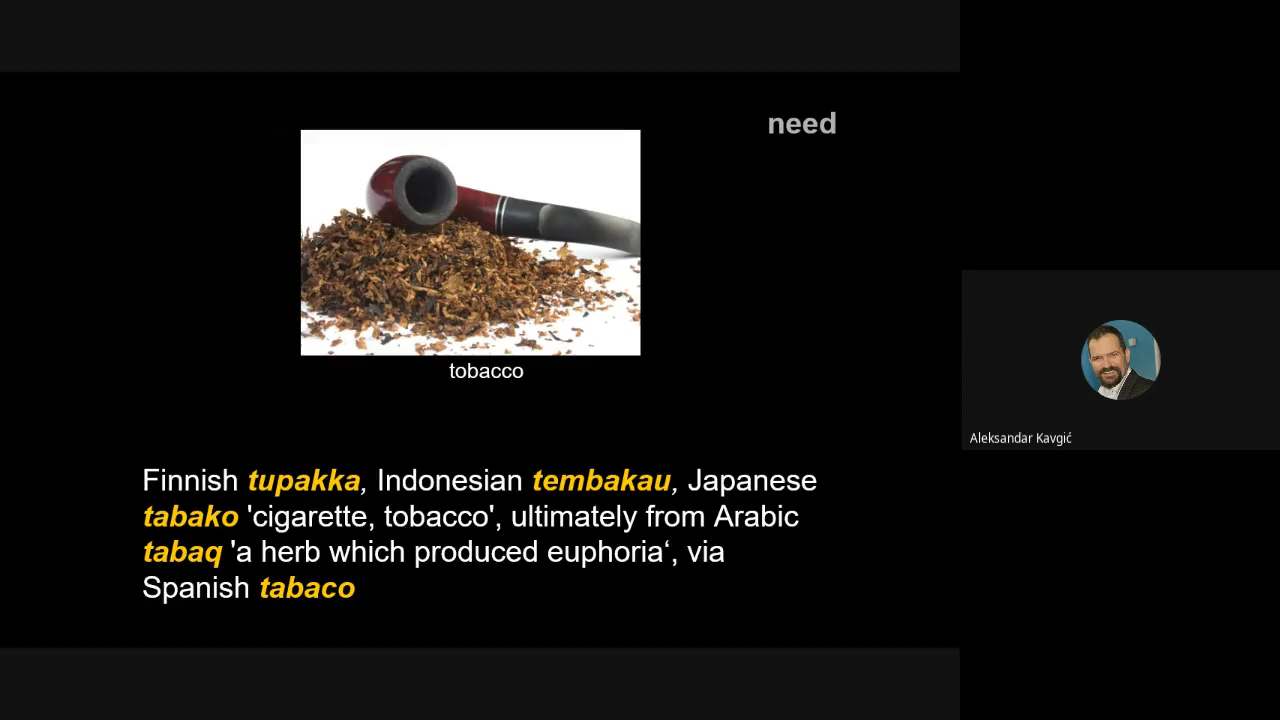 need
tobacco
Finnish tupakka, Indonesian tembakau, Japanese
tabako 'cigarette, tobacco', ultimately from Arabic
tabaq 'a herb which produced euphoria‘, via
Spanish tabaco
Aleksandar Kavgić